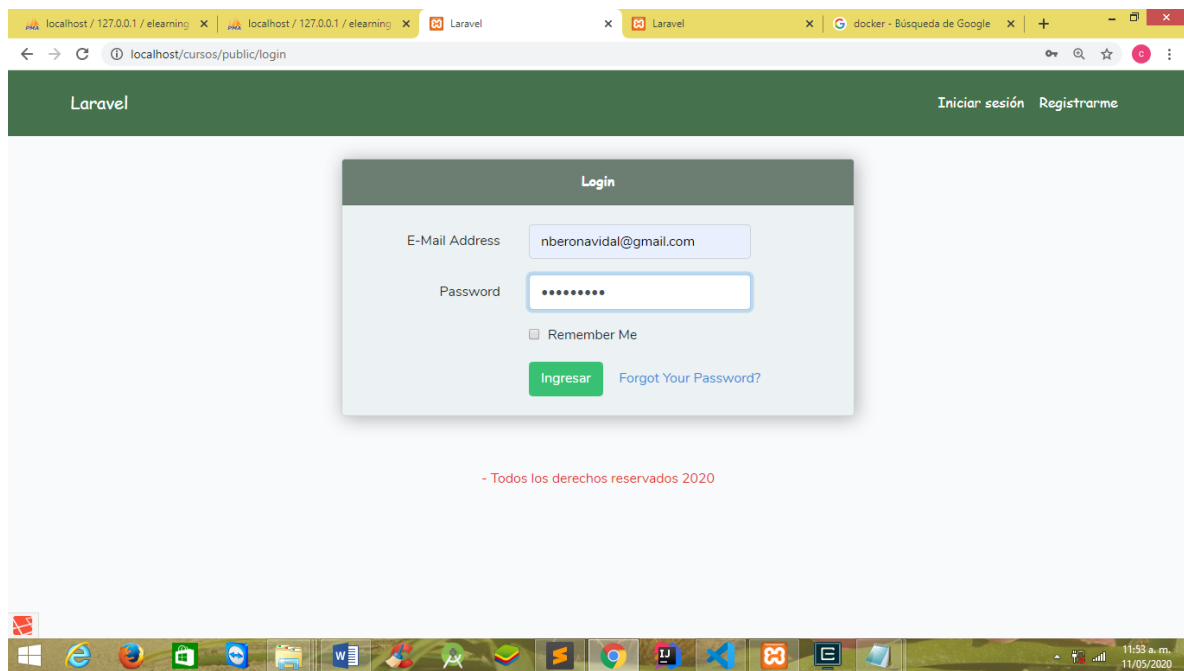 localhost / 127.0.0.1 / elearning
localhost / 127.0.0.1 / elearning
Laravel
Laravel
docker - Búsqueda de Google
localhost/cursos/public/login
c
Laravel
Iniciar sesión Registrarme
Login
E-Mail Address
nberonavidal@gmail.com
Password
Remember Me
Ingresar
Forgot Your Password?
- Todos los derechos reservados 2020
11:53 a. m.
11/05/2020